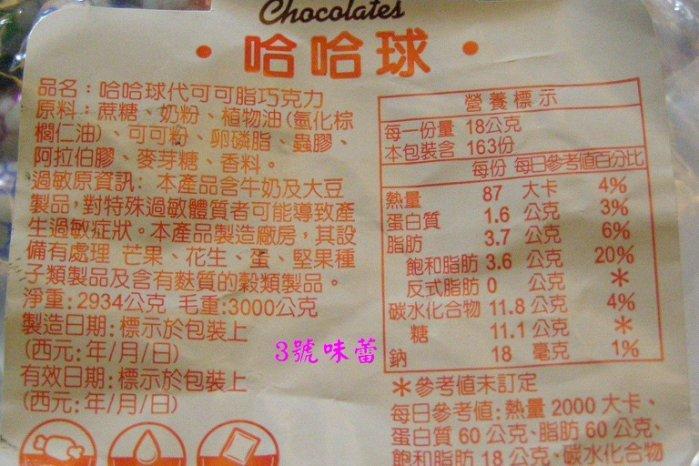 Chocolates
•哈哈球•
品名：哈哈球代可可脂巧克力
原料：蔗糖、奶粉、植物油(氫化棕
櫚仁油)、可可粉、卵磷脂、蟲膠、
阿拉伯膠、麥芽糖、香料。
過敏原資訊：本產品含牛奶及大豆
製品，對特殊過敏體質者可能導致產
生過敏症狀。本產品製造廠房，其設
備有處理 芒果、花生、蛋、堅果種
子類製品及含有麩質的穀類製品。
淨重：2934公克 毛重：3000公克
製造日期：標示於包裝上
(西元：年/月/日)
有效日期：標示於包裝上
(西元：年/月/日)
營養標示
每一份量 18公克
本包裝含 163份
每份 每日參考值百分比
熱量 87 大卡 4%
蛋白質 1.6 公克 3%
脂肪 3.7 公克 6%
飽和脂肪 3.6 公克 20%
反式脂肪 0 公克 ＊
碳水化合物 11.8 公克 4%
糖 11.1 公克 ＊
鈉 18 毫克 1%
＊參考值未訂定
每日參考值：熱量 2000 大卡、
蛋白質 60 公克、脂肪 60 公克、
飽和脂肪 18 公克、碳水化合物
3號味蕾